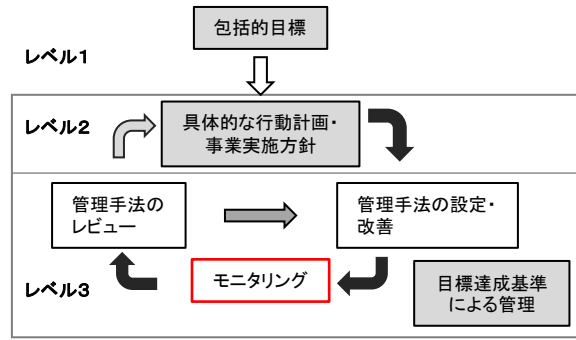 包括的目標
レベル1
レベル2
具体的な行動計画・
事業実施方針
管理手法の
レビュー
管理手法の設定・
改善
モニタリング
レベル3
目標達成基準
による管理